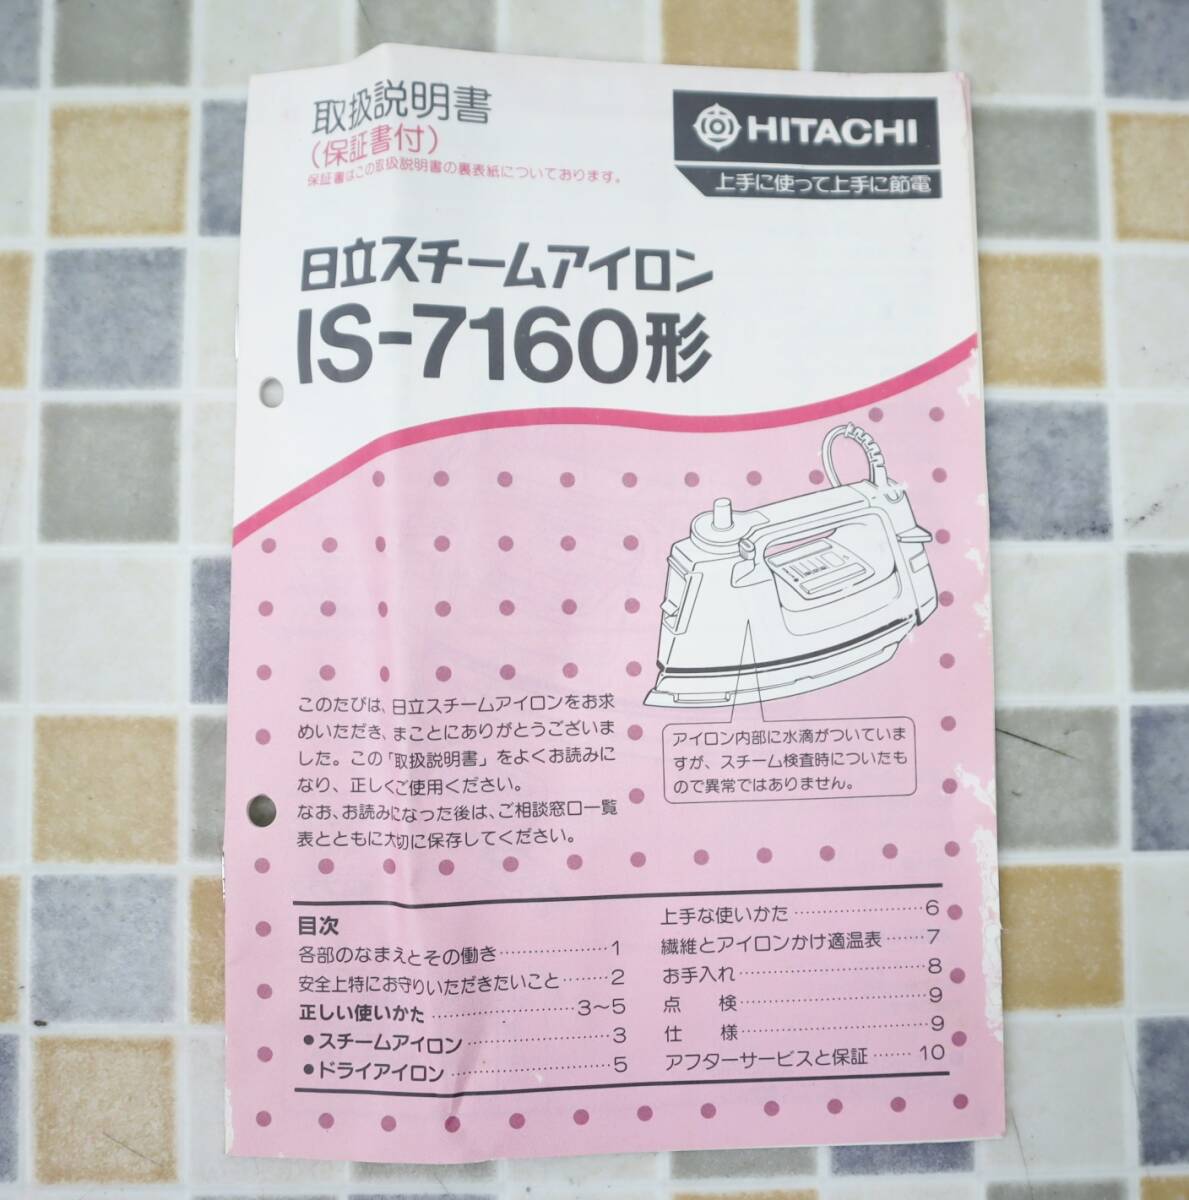 取扱説明書
(保証書付)
保証書はこの取扱説明書の裏表紙についております。
HITACHI
上手に使って上手に節電
日立スチームアイロン
IS-7160形
このたびは、日立スチームアイロンをお求
めいただき、まことにありがとうございま
した。この「取扱説明書」をよくお読みに
なり、正しくご使用ください。
なお、お読みになった後は、ご相談窓口一覧
表とともに大切に保存してください。
アイロン内部に水滴がついていま
すが、スチーム検査時についたも
ので異常ではありません。
目次
各部のなまえとその働き…………………1
安全上特にお守りいただきたいこと………2
正しい使いかた………………………3〜5
●スチームアイロン………………………3
●ドライアイロン…………………………5
上手な使いかた……………………6
繊維とアイロンかけ適温表……7
お手入れ……………………………8
点　検………………………………9
仕　様………………………………9
アフターサービスと保証……10